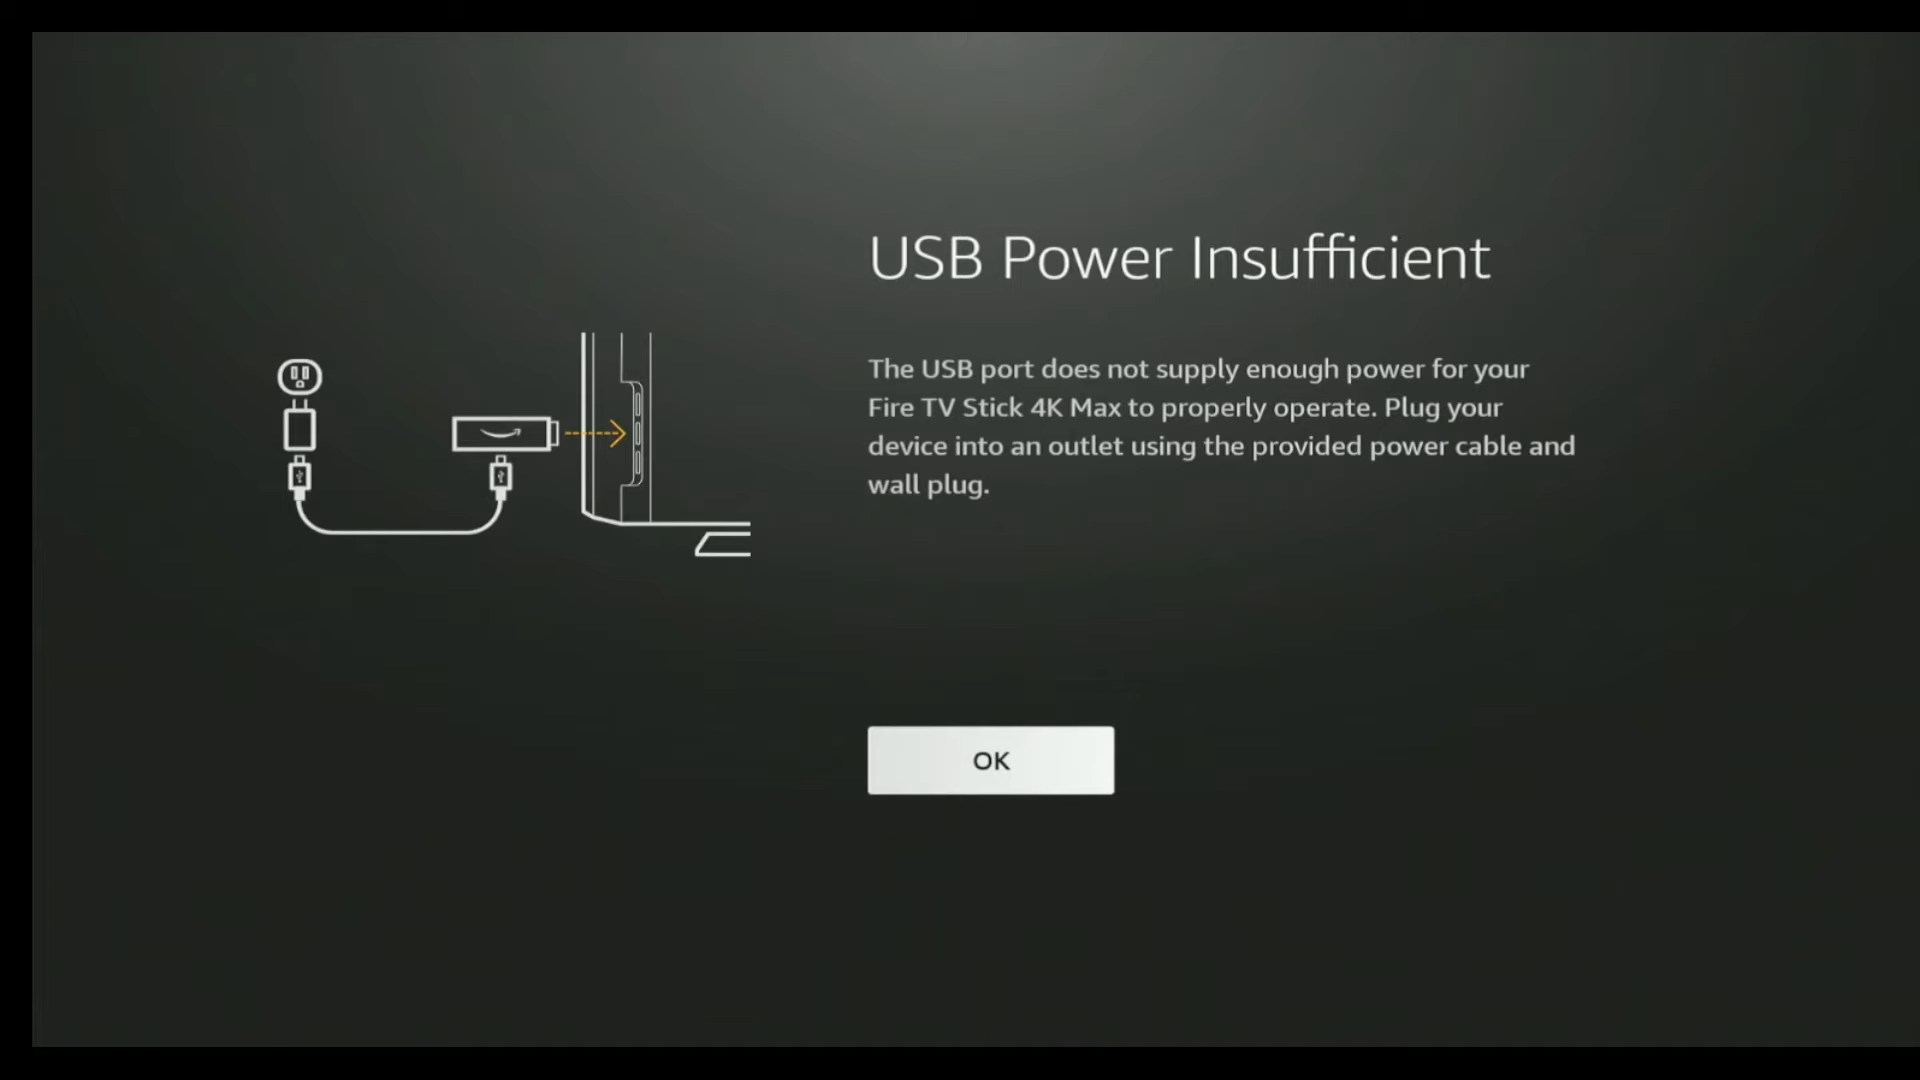 USB Power Insufficient
The USB port does not supply enough power for your
Fire TV Stick 4K Max to properly operate. Plug your
device into an outlet using the provided power cable and
wall plug.
OK